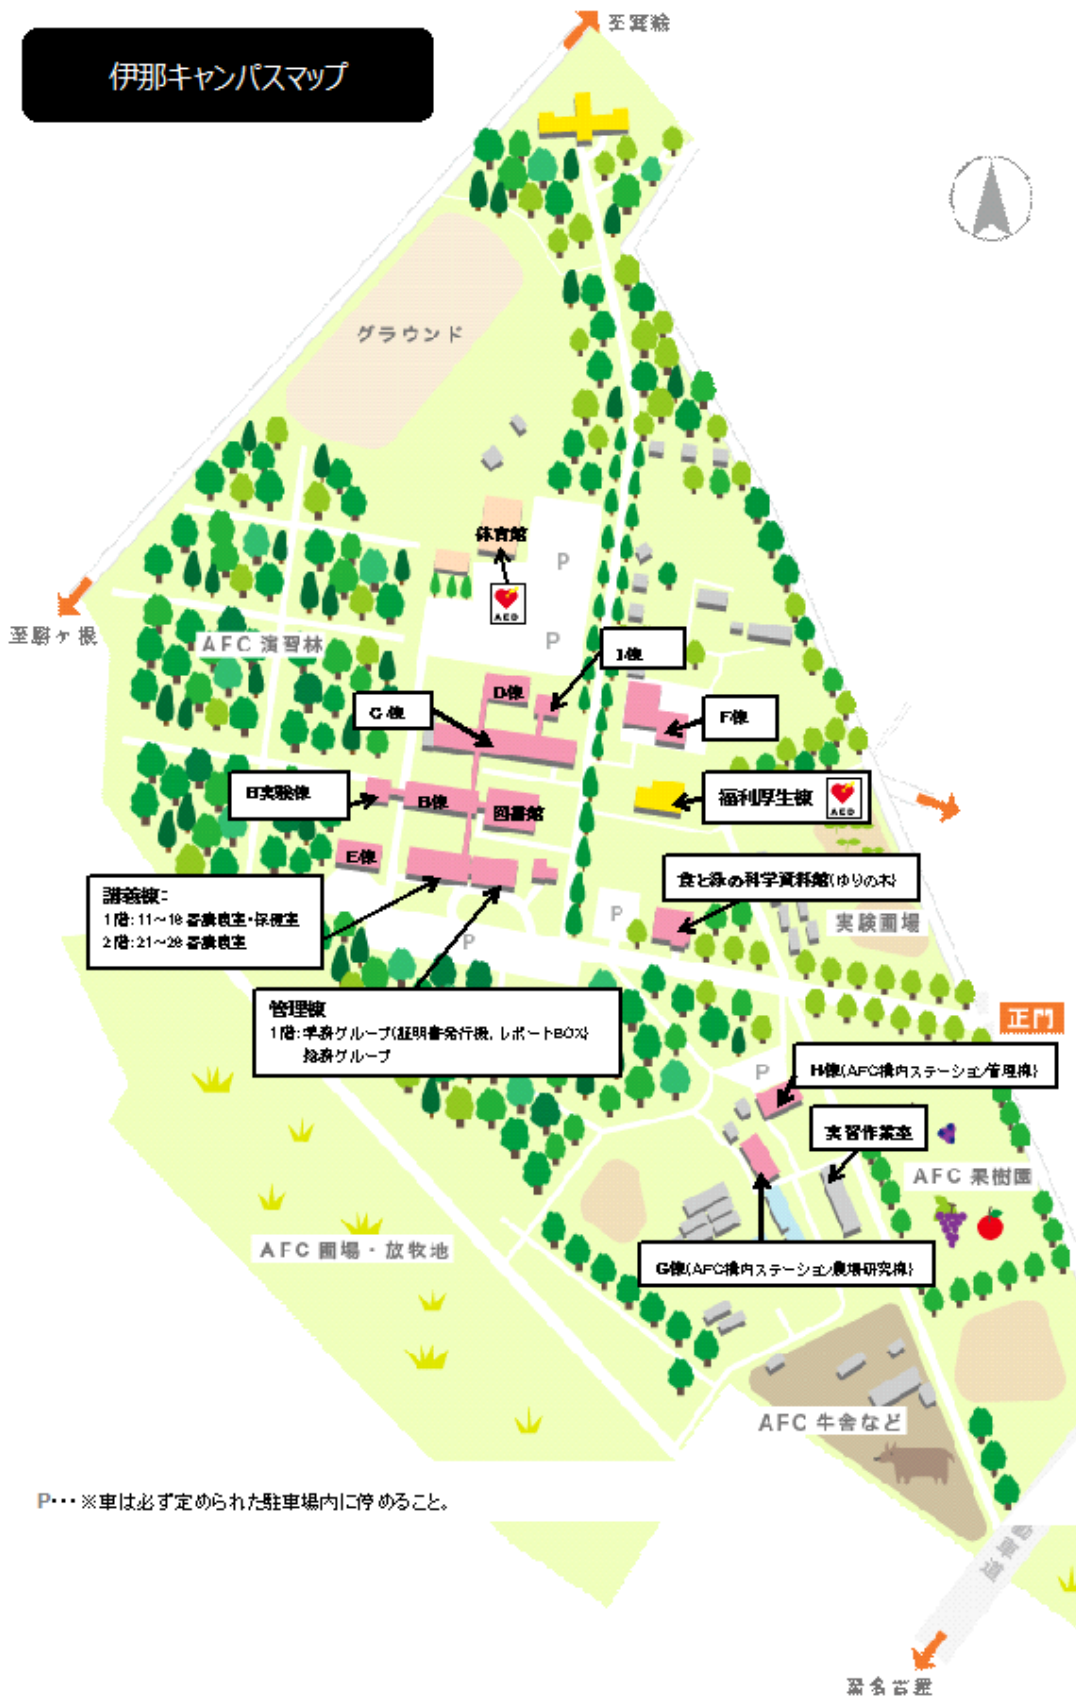 至箕輪
伊那キャンパスマップ
グラウンド
体育館
P
AED
至駒ヶ根
P
AFC 演習林
I棟
D棟
C棟
F棟
B実験棟
B棟
図書館
福利厚生棟
AED
E棟
食と緑の科学資料館(ゆりの木)
講義棟:
1階:11~18番講義室・保健室
2階:21~28番講義室
P
実験圃場
P
管理棟
1階:学務グループ(証明書発行機、レポートBOX)
総務グループ
正門
P
H棟(AFC構内ステーション管理棟)
実習作業室
AFC 果樹園
AFC 圃場・放牧地
G棟(AFC構内ステーション農場研究棟)
AFC 牛舎など
P・・・※車は必ず定められた駐車場内に停めること。
動車道
至名古屋